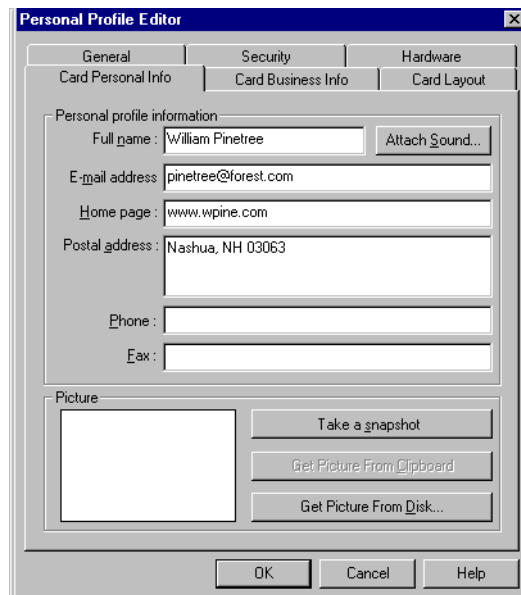 Personal Profile Editor
General Security Hardware
Card Personal Info Card Business Info Card Layout
Personal profile information
Full name : William Pinetree Attach Sound...
E-mail address pinetree@forest.com
Home page : www.wpine.com
Postal address : Nashua, NH 03063
Phone :
Fax :
Picture
Take a snapshot
Get Picture From Clipboard
Get Picture From Disk...
OK Cancel Help